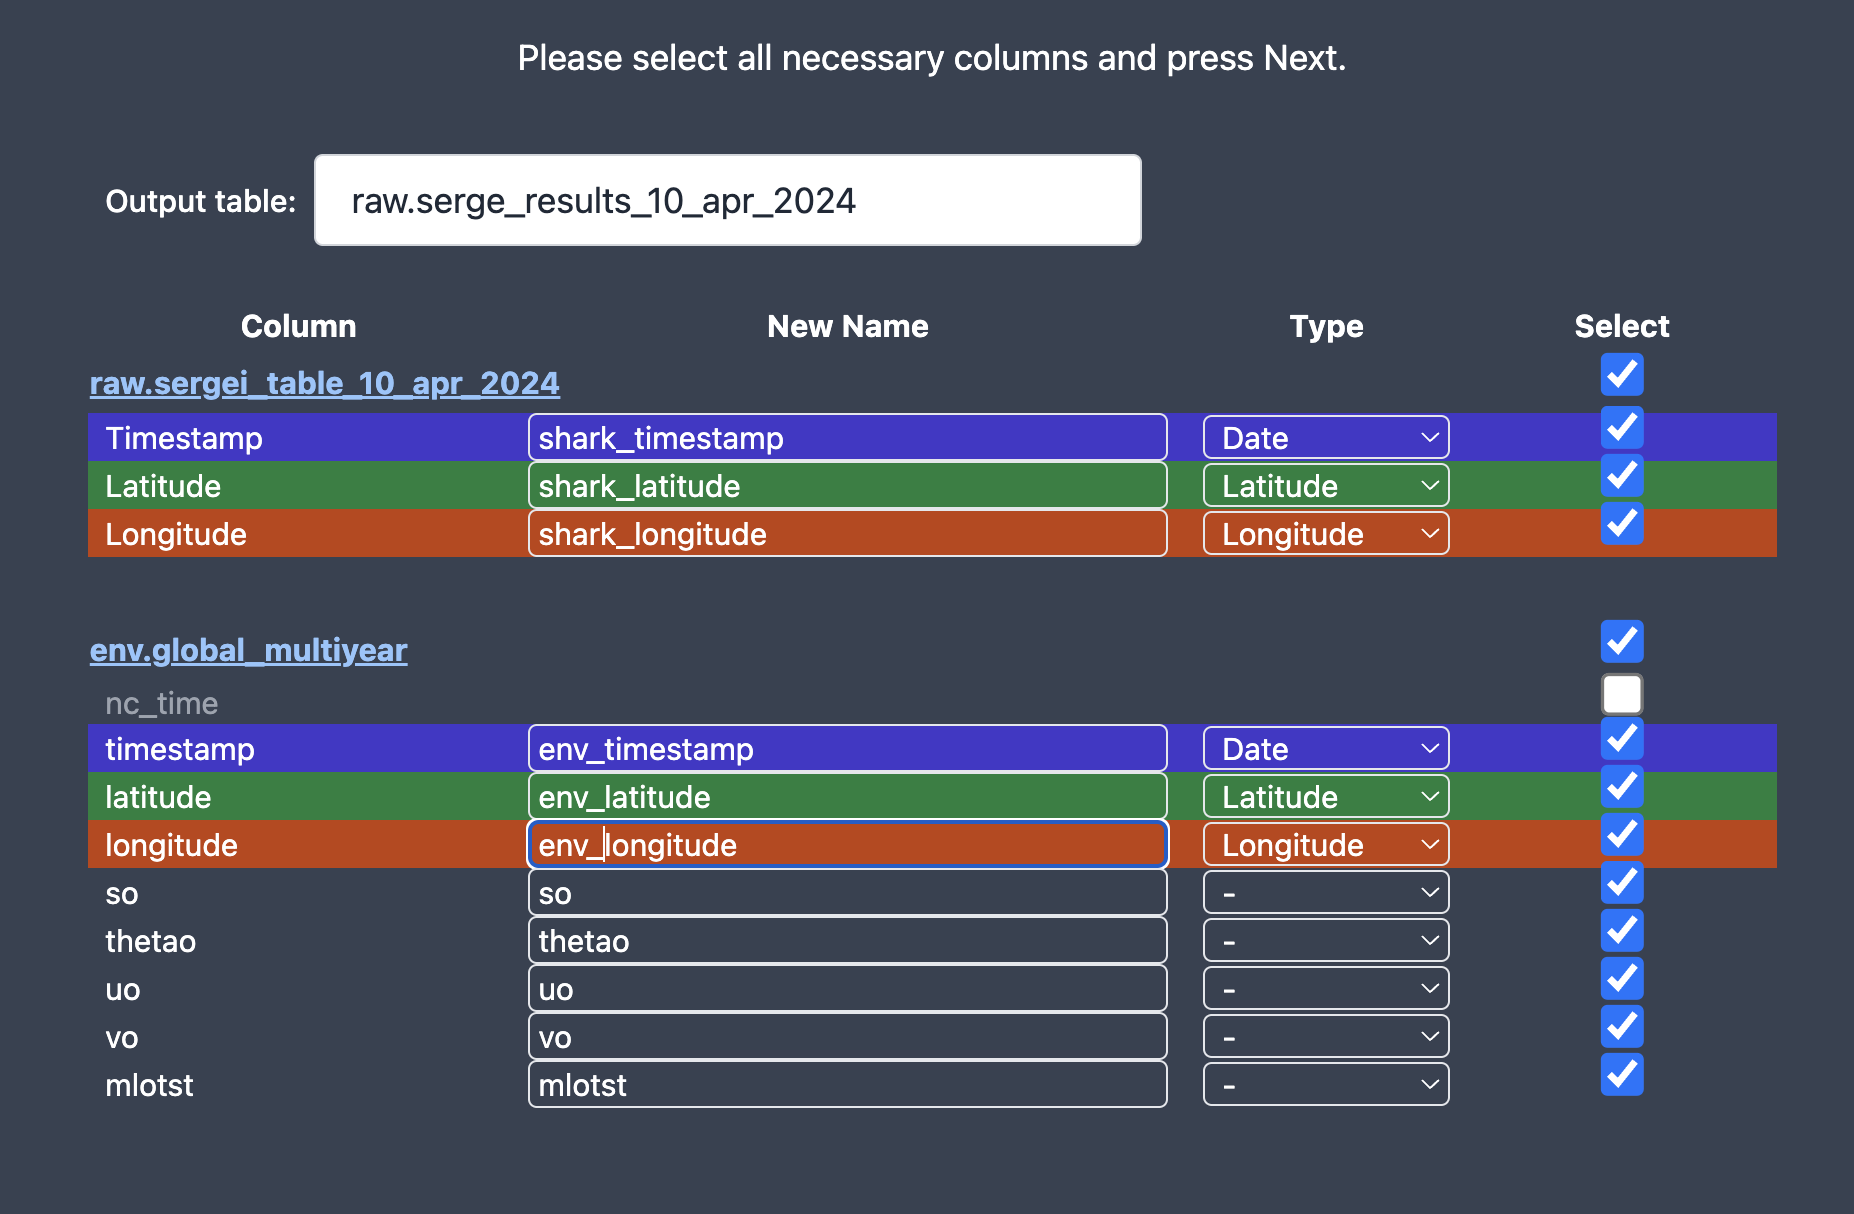 Please select all necessary columns and press Next.
Output table: raw.serge_results_10_apr_2024
Column New Name Type Select
raw.sergei_table_10_apr_2024
Timestamp shark_timestamp Date
Latitude shark_latitude Latitude
Longitude shark_longitude Longitude
env.global_multiyear
nc_time
timestamp env_timestamp Date
latitude env_latitude Latitude
longitude env_longitude Longitude
so so -
thetao thetao -
uo uo -
vo vo -
mlotst mlotst -